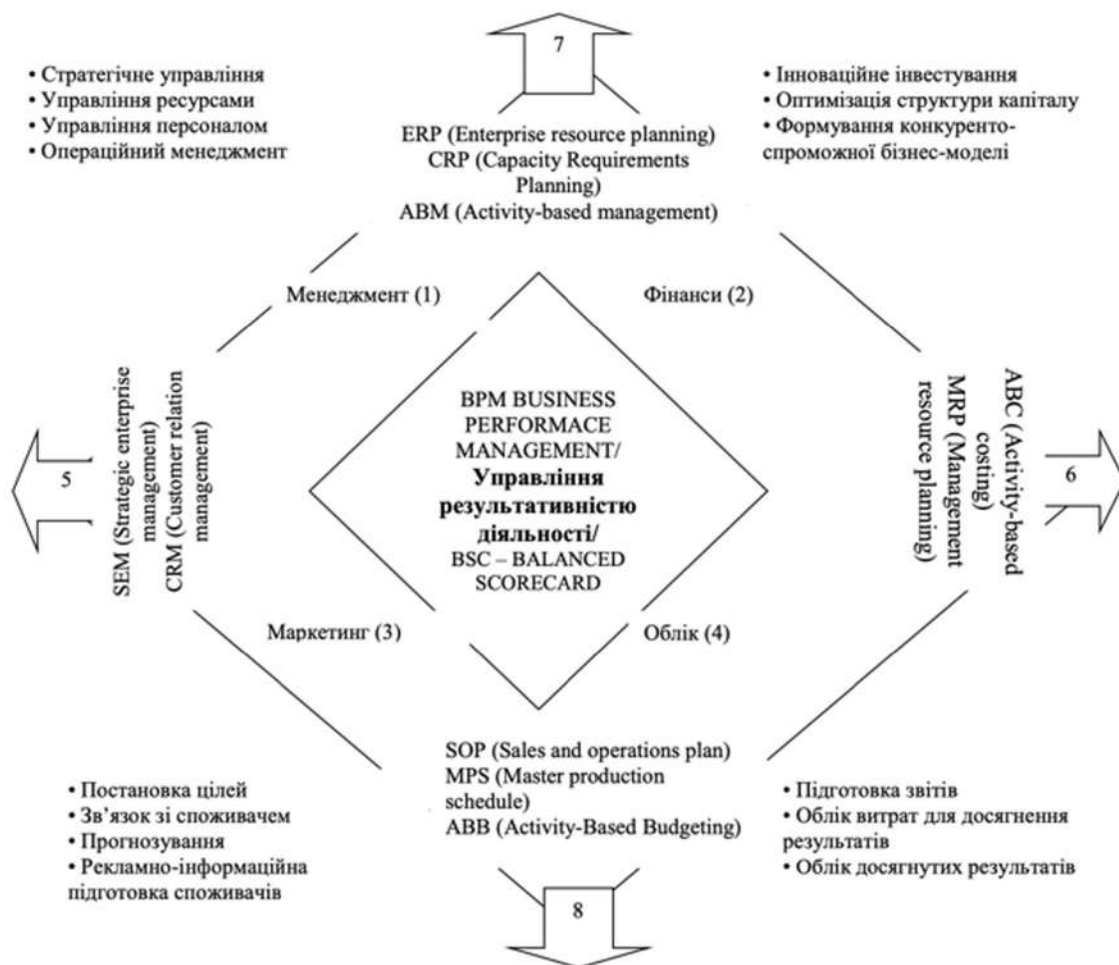 7
• Стратегічне управління
• Управління ресурсами
• Управління персоналом
• Операційний менеджмент
• Інноваційне інвестування
• Оптимізація структури капіталу
• Формування конкуренто-
спроможної бізнес-моделі
ERP (Enterprise resource planning)
CRP (Capacity Requirements
Planning)
ABM (Activity-based management)
Менеджмент (1)
Фінанси (2)
5
SEM (Strategic enterprise
management)
CRM (Customer relation
management)
BPM BUSINESS
PERFORMACE
MANAGEMENT/
Управління
результативністю
діяльності/
BSC – BALANCED
SCORECARD
ABC (Activity-based
costing)
MRP (Management
resource planning)
6
Маркетинг (3)
Облік (4)
SOP (Sales and operations plan)
MPS (Master production
schedule)
ABB (Activity-Based Budgeting)
• Постановка цілей
• Зв’язок зі споживачем
• Прогнозування
• Рекламно-інформаційна
підготовка споживачів
• Підготовка звітів
• Облік витрат для досягнення
результатів
• Облік досягнутих результатів
8